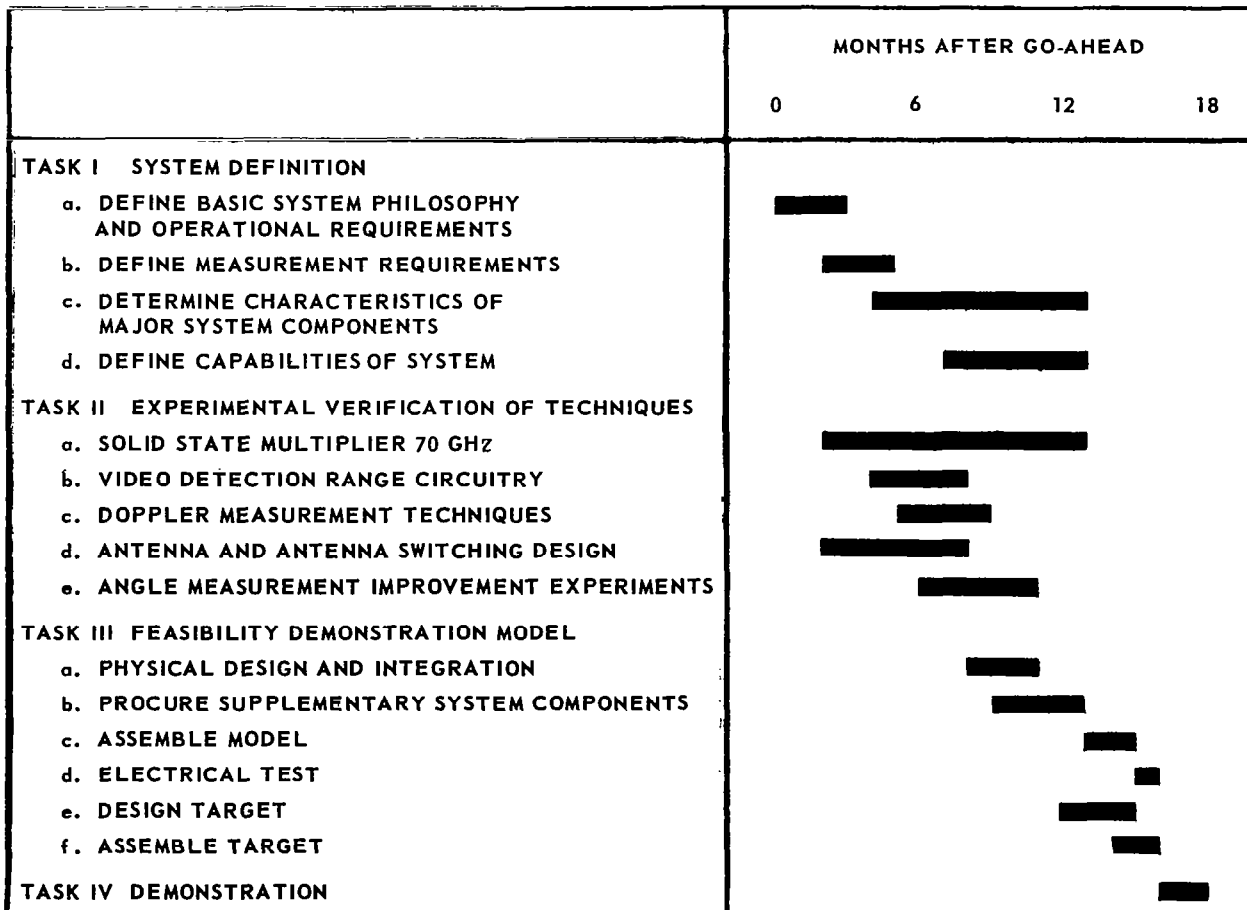 MONTHS AFTER GO-AHEAD
0 6 12 18
TASK I SYSTEM DEFINITION
a. DEFINE BASIC SYSTEM PHILOSOPHY
AND OPERATIONAL REQUIREMENTS
b. DEFINE MEASUREMENT REQUIREMENTS
c. DETERMINE CHARACTERISTICS OF
MAJOR SYSTEM COMPONENTS
d. DEFINE CAPABILITIES OF SYSTEM
TASK II EXPERIMENTAL VERIFICATION OF TECHNIQUES
a. SOLID STATE MULTIPLIER 70 GHz
b. VIDEO DETECTION RANGE CIRCUITRY
c. DOPPLER MEASUREMENT TECHNIQUES
d. ANTENNA AND ANTENNA SWITCHING DESIGN
e. ANGLE MEASUREMENT IMPROVEMENT EXPERIMENTS
TASK III FEASIBILITY DEMONSTRATION MODEL
a. PHYSICAL DESIGN AND INTEGRATION
b. PROCURE SUPPLEMENTARY SYSTEM COMPONENTS
c. ASSEMBLE MODEL
d. ELECTRICAL TEST
e. DESIGN TARGET
f. ASSEMBLE TARGET
TASK IV DEMONSTRATION